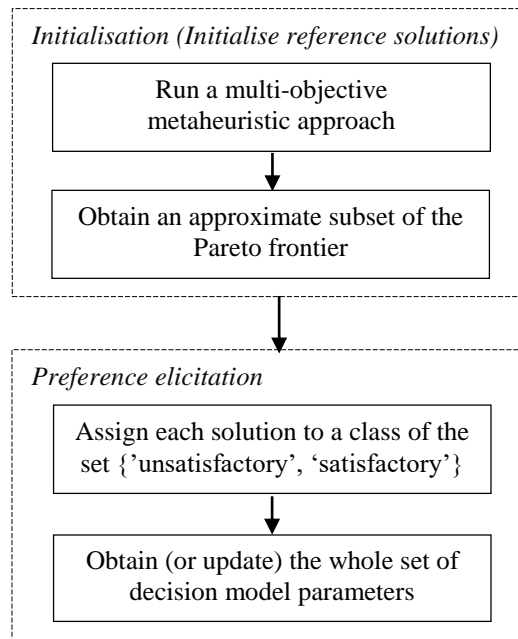 Initialisation (Initialise reference solutions)
Run a multi-objective
metaheuristic approach
Obtain an approximate subset of the
Pareto frontier
Preference elicitation
Assign each solution to a class of the
set {’unsatisfactory’, ‘satisfactory’}
Obtain (or update) the whole set of
decision model parameters